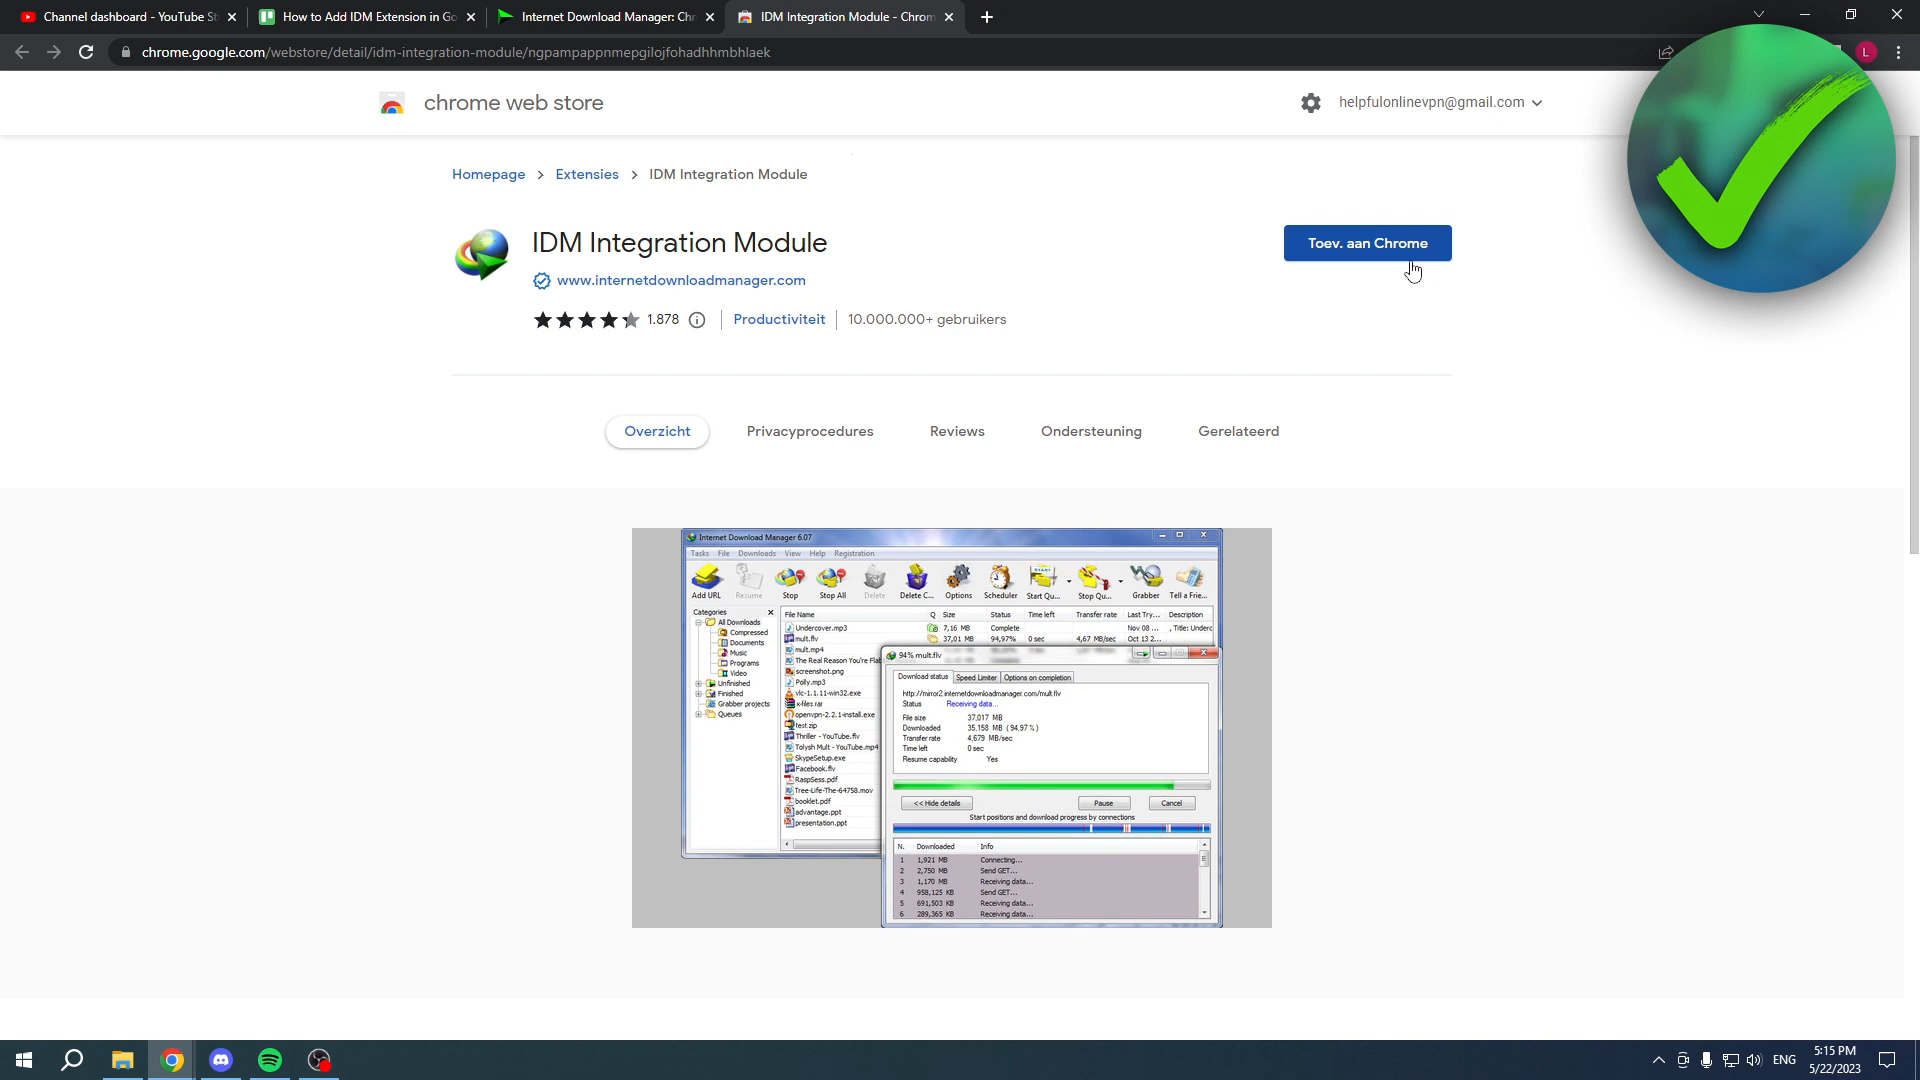 Channel dashboard - YouTube St
How to Add IDM Extension in Go
Internet Download Manager: Chr
IDM Integration Module - Chrom
chrome.google.com/webstore/detail/idm-integration-module/ngpampappnmepgilojfohadhhmbhlaek
L
chrome web store
helpfulonlinevpn@gmail.com
Homepage > Extensies > IDM Integration Module
IDM Integration Module
Toev. aan Chrome
www.internetdownloadmanager.com
1.878
Productiviteit
10.000.000+ gebruikers
Overzicht
Privacyprocedures
Reviews
Ondersteuning
Gerelateerd
Internet Download Manager 6.07
Tasks File Downloads View Help Registration
Add URL Resume Stop Stop All Delete Delete C... Options Scheduler Start Qu... Stop Qu... Grabber Tell a Frie...
Categories
All Downloads
Compressed
Documents
Music
Programs
Video
Unfinished
Finished
Grabber projects
Queues
File Name Q Size Status Time left Transfer rate Last Try... Description
Undercover.mp3 7,16 MB Complete Nov 08 ... , Title: Underc
mult.flv 37,01 MB 94,97% 0 sec 4,67 MB/sec Oct 13 2...
mult.mp4
The Real Reason You're Flab
screenshot.png
Polly.mp3
vlc-1.1.11-win32.exe
x-files.rar
openvpn-2.2.1-install.exe
test.zip
Thriller - YouTube.flv
Tolysh Mult - YouTube.mp4
SkypeSetup.exe
Facebook.flv
RaspSess.pdf
Tree-Life-The-64758.mov
booklet.pdf
advantage.ppt
presentation.ppt
94% mult.flv
Download status Speed Limiter Options on completion
http://mirror2.internetdownloadmanager.com/mult.flv
Status Receiving data...
File size 37,017 MB
Downloaded 35,158 MB ( 94.97 % )
Transfer rate 4,679 MB/sec
Time left 0 sec
Resume capability Yes
<< Hide details Pause Cancel
Start positions and download progress by connections
N. Downloaded Info
1 1,921 MB Connecting...
2 2,750 MB Send GET...
3 1,170 MB Receiving data...
4 958,125 KB Send GET...
5 691,503 KB Receiving data...
6 289,365 KB Receiving data...
ENG
5:15 PM
5/22/2023